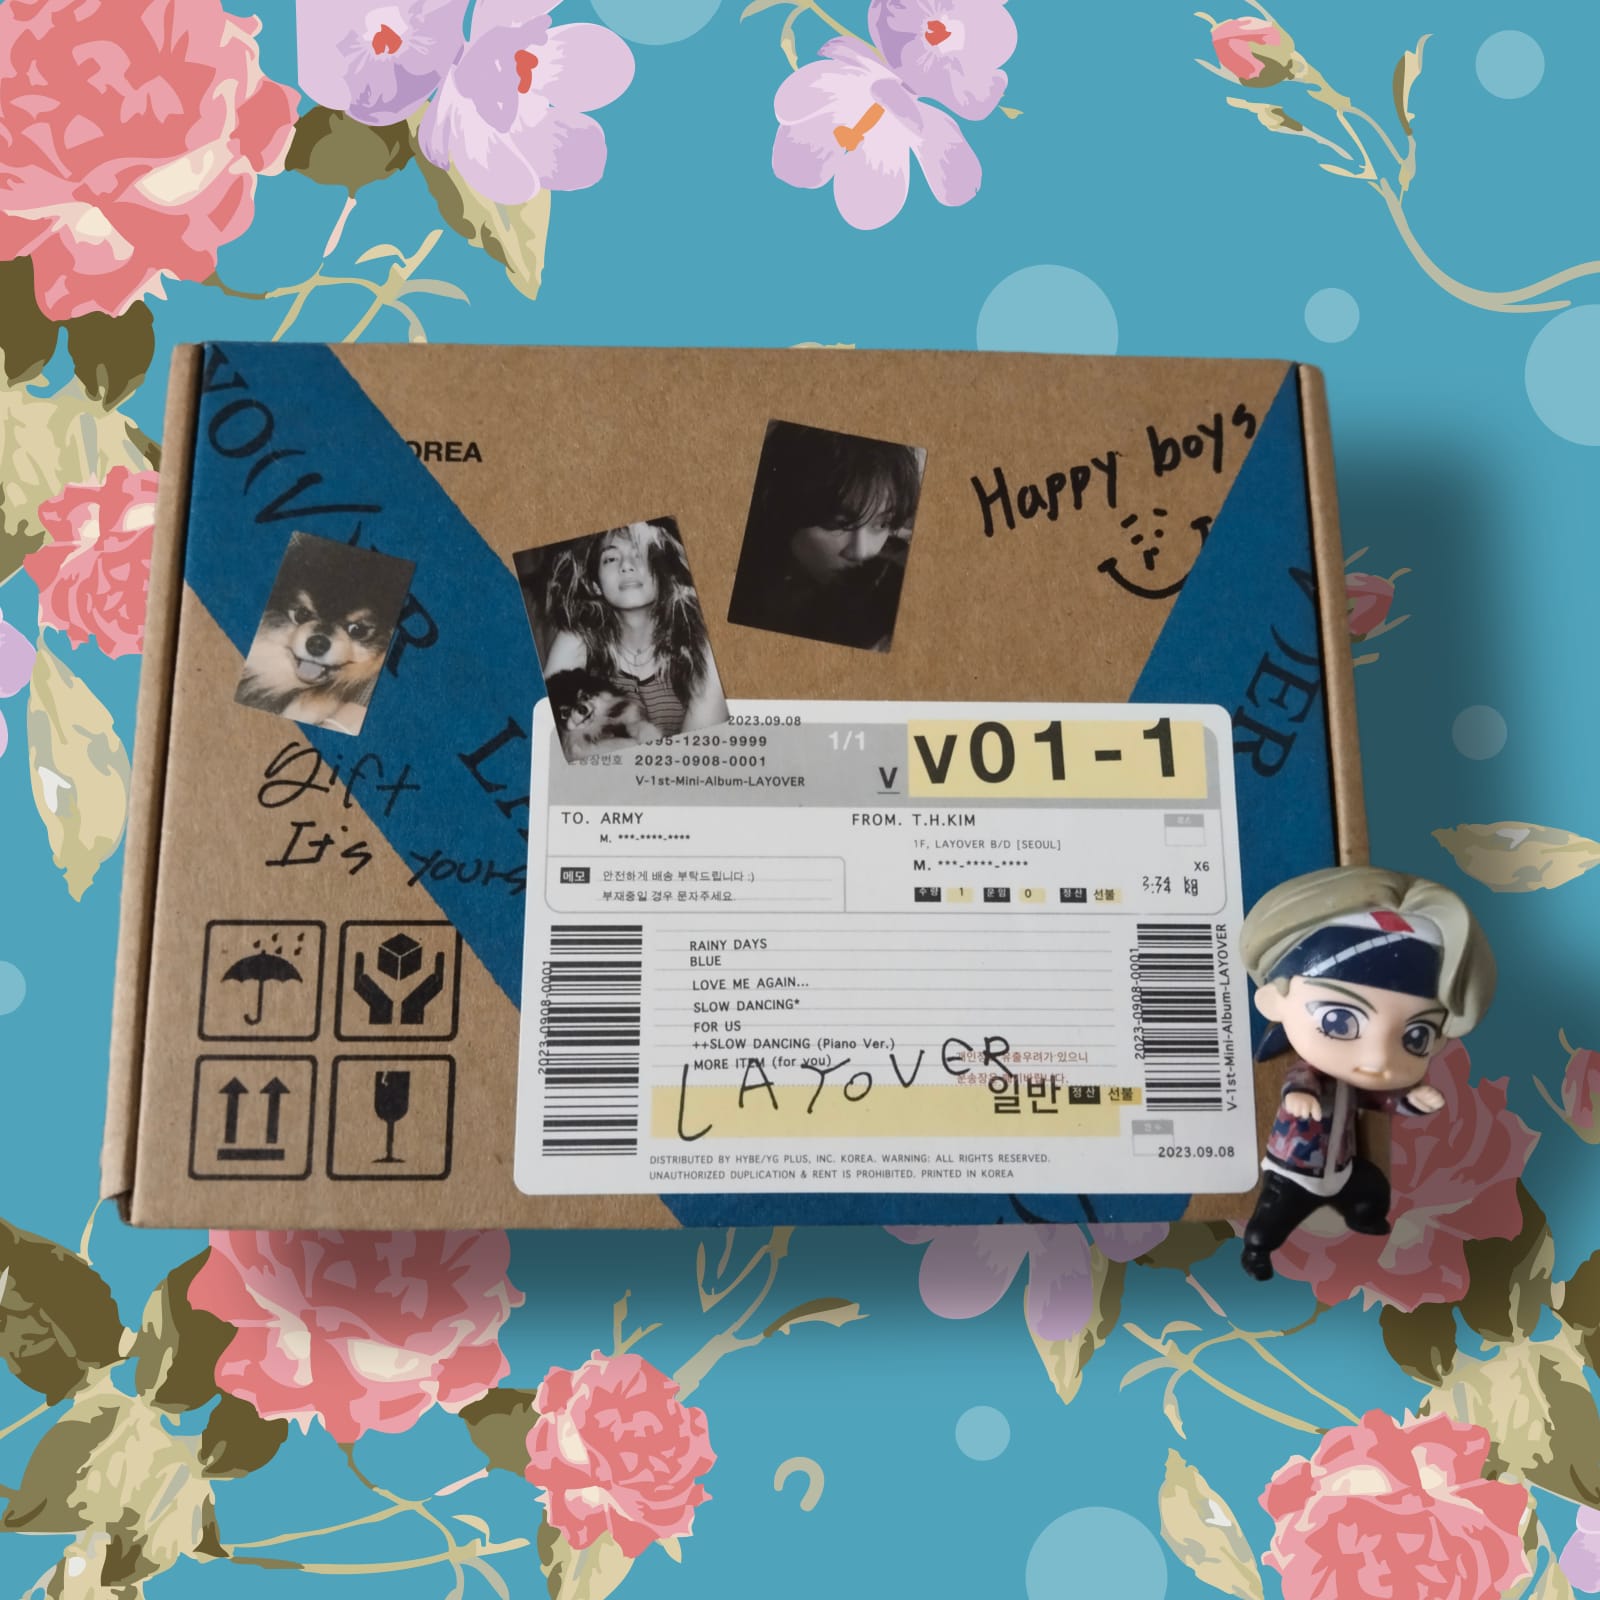 Happy boys
LAYOVER
Gift
It's yours
2023.09.08
1/1
2023-0908-0001
V-1st-Mini-Album-LAYOVER
V
V01-1
TO. ARMY
M. ***-****-****
FROM. T.H.KIM
1F, LAYOVER B/D [SEOUL]
M. ***-****-****
X6
2.74 kg
메모
안전하게 배송 부탁드립니다 :)
부재중일 경우 문자주세요.
수량 1 운임 0 정산 선불
RAINY DAYS
BLUE
LOVE ME AGAIN...
SLOW DANCING*
FOR US
++SLOW DANCING (Piano Ver.)
MORE ITEM (for you)
LAYOVER
일반 정산 선불
2023-0908-0001
2023-0908-0001
V-1st-Mini-Album-LAYOVER
2023.09.08
DISTRIBUTED BY HYBE/YG PLUS, INC. KOREA. WARNING: ALL RIGHTS RESERVED.
UNAUTHORIZED DUPLICATION & RENT IS PROHIBITED. PRINTED IN KOREA